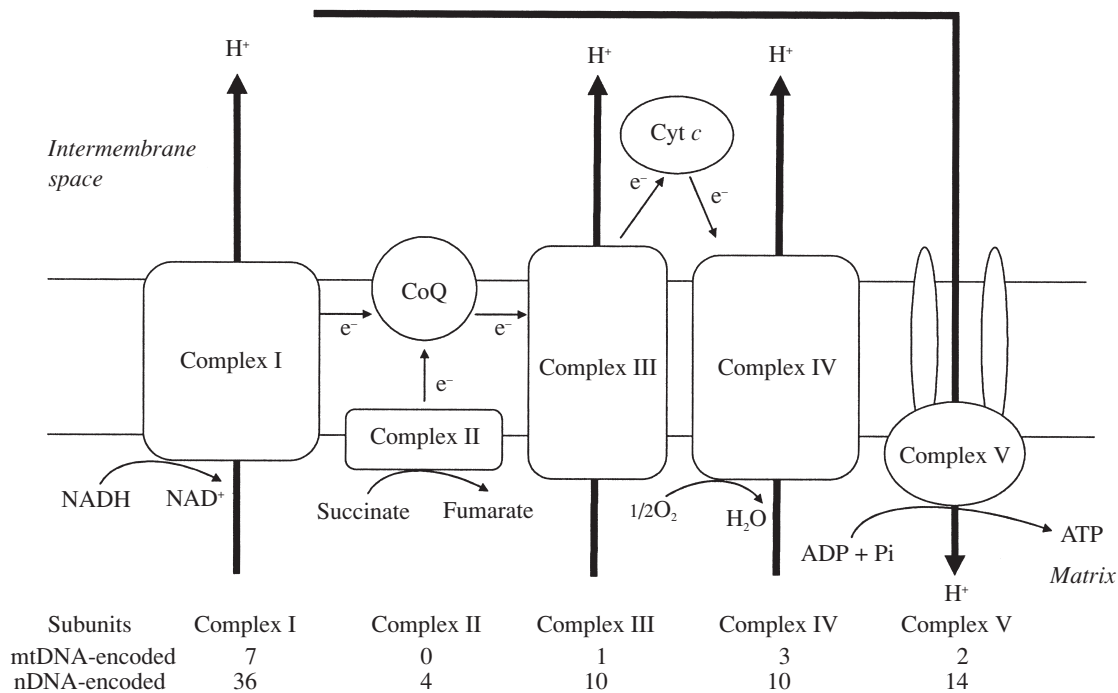 H⁺
H⁺
H⁺
Intermembrane
space
Cyt c
e⁻
e⁻
CoQ
e⁻
e⁻
Complex I
Complex III
Complex IV
e⁻
Complex II
Complex V
NADH
NAD⁺
Succinate
Fumarate
1/2O₂
H₂O
ADP + Pi
ATP
Matrix
H⁺
Subunits Complex I Complex II Complex III Complex IV Complex V
mtDNA-encoded 7 0 1 3 2
nDNA-encoded 36 4 10 10 14